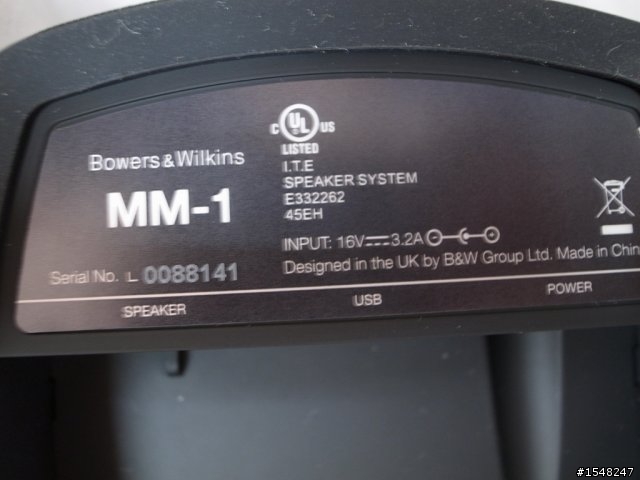 Bowers & Wilkins
MM-1
Serial No. L 0088141
C UL US
LISTED
I.T.E
SPEAKER SYSTEM
E332262
45EH
INPUT: 16V⎓3.2A
Designed in the UK by B&W Group Ltd. Made in China
SPEAKER
USB
POWER
#1548247